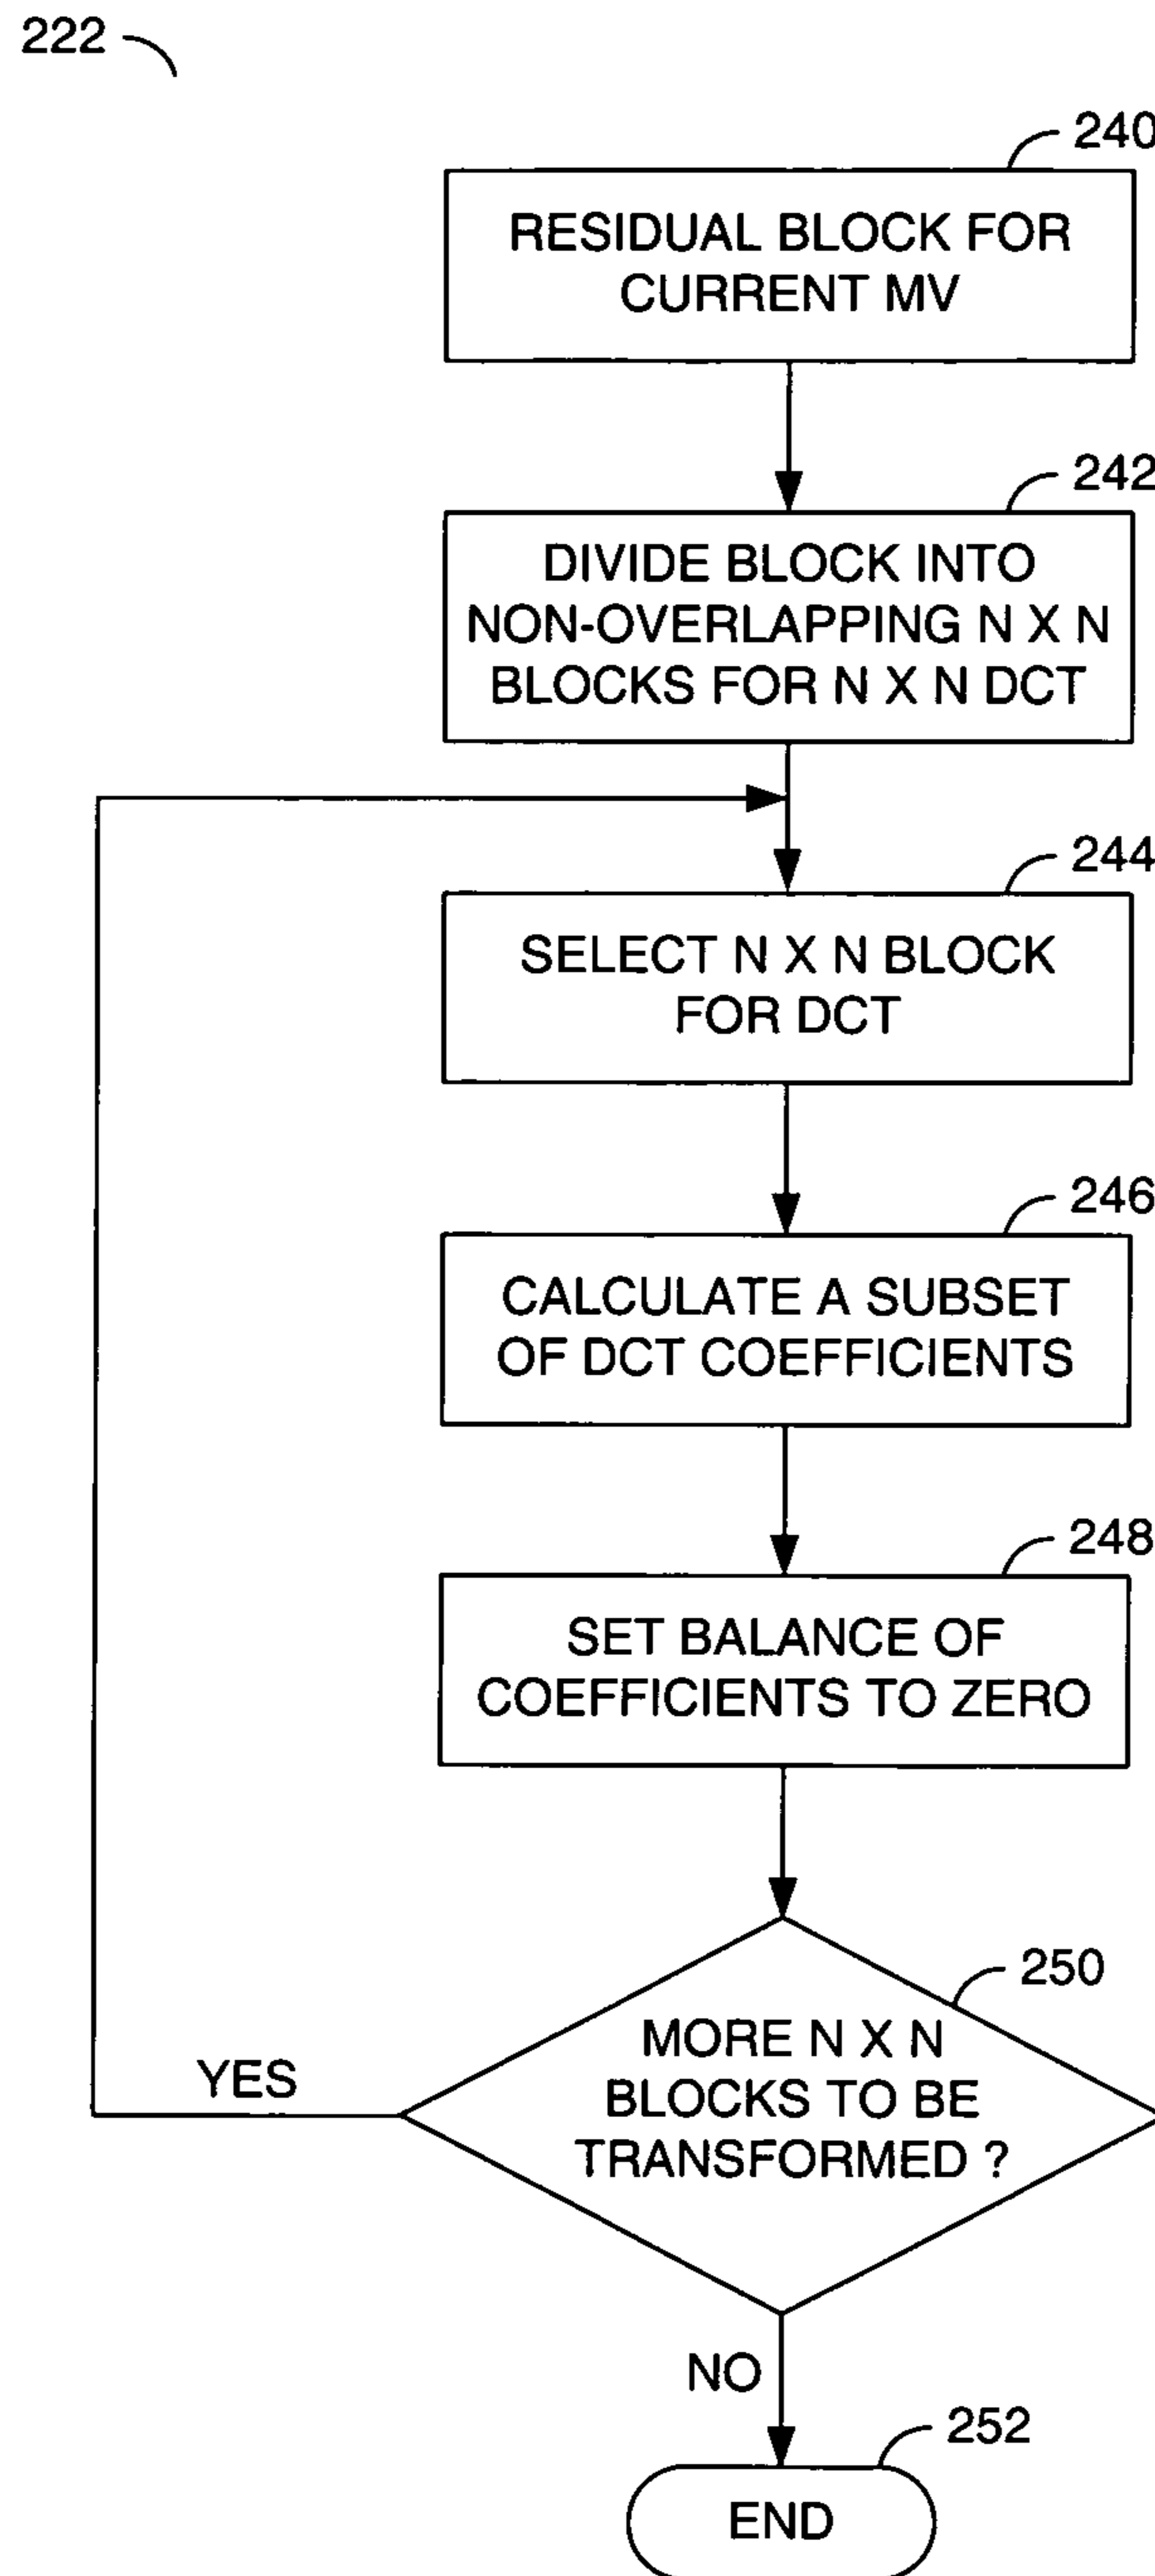 222
240
RESIDUAL BLOCK FOR
CURRENT MV
242
DIVIDE BLOCK INTO
NON-OVERLAPPING N X N
BLOCKS FOR N X N DCT
244
SELECT N X N BLOCK
FOR DCT
246
CALCULATE A SUBSET
OF DCT COEFFICIENTS
248
SET BALANCE OF
COEFFICIENTS TO ZERO
250
MORE N X N
BLOCKS TO BE
TRANSFORMED ?
YES
NO
252
END